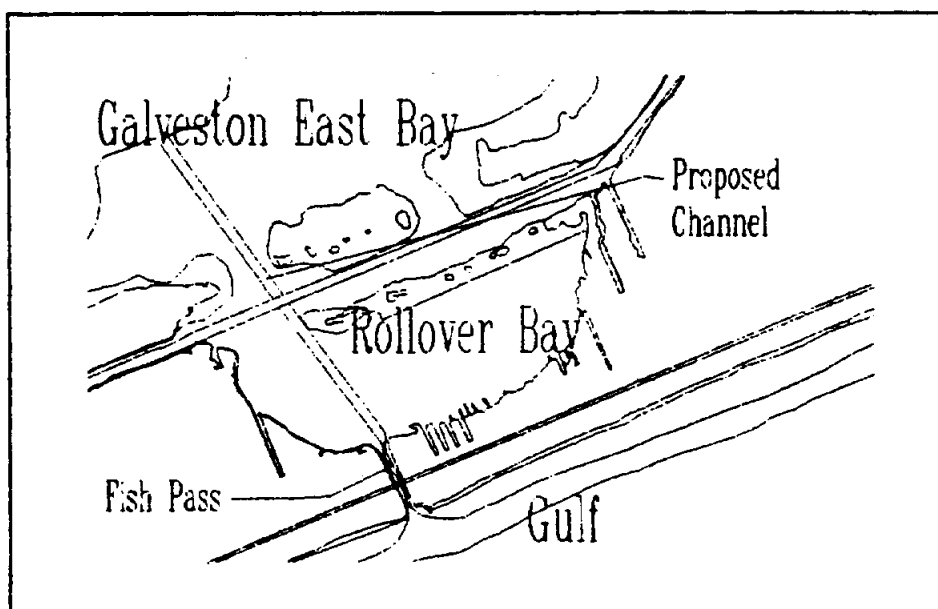 Galveston East Bay
Proposed
Channel
Rollover Bay
Fish Pass
Gulf